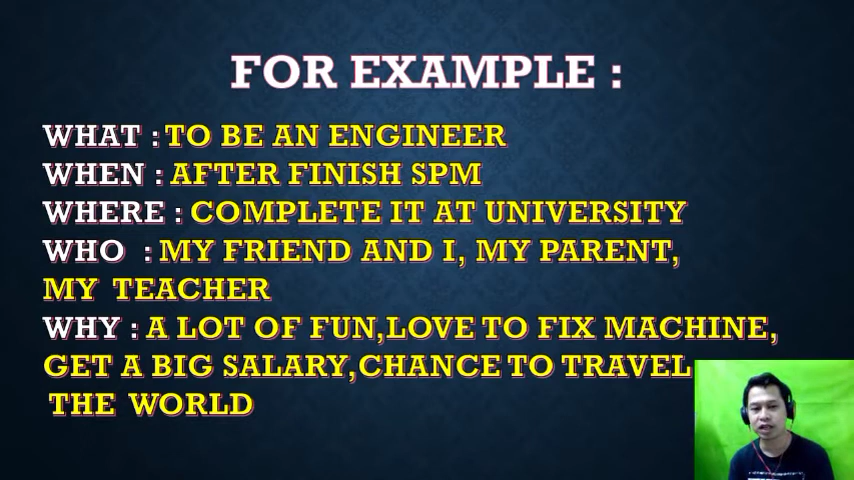 FOR EXAMPLE :
WHAT : TO BE AN ENGINEER
WHEN : AFTER FINISH SPM
WHERE : COMPLETE IT AT UNIVERSITY
WHO : MY FRIEND AND I, MY PARENT,
MY TEACHER
WHY : A LOT OF FUN,LOVE TO FIX MACHINE,
GET A BIG SALARY,CHANCE TO TRAVEL
THE WORLD